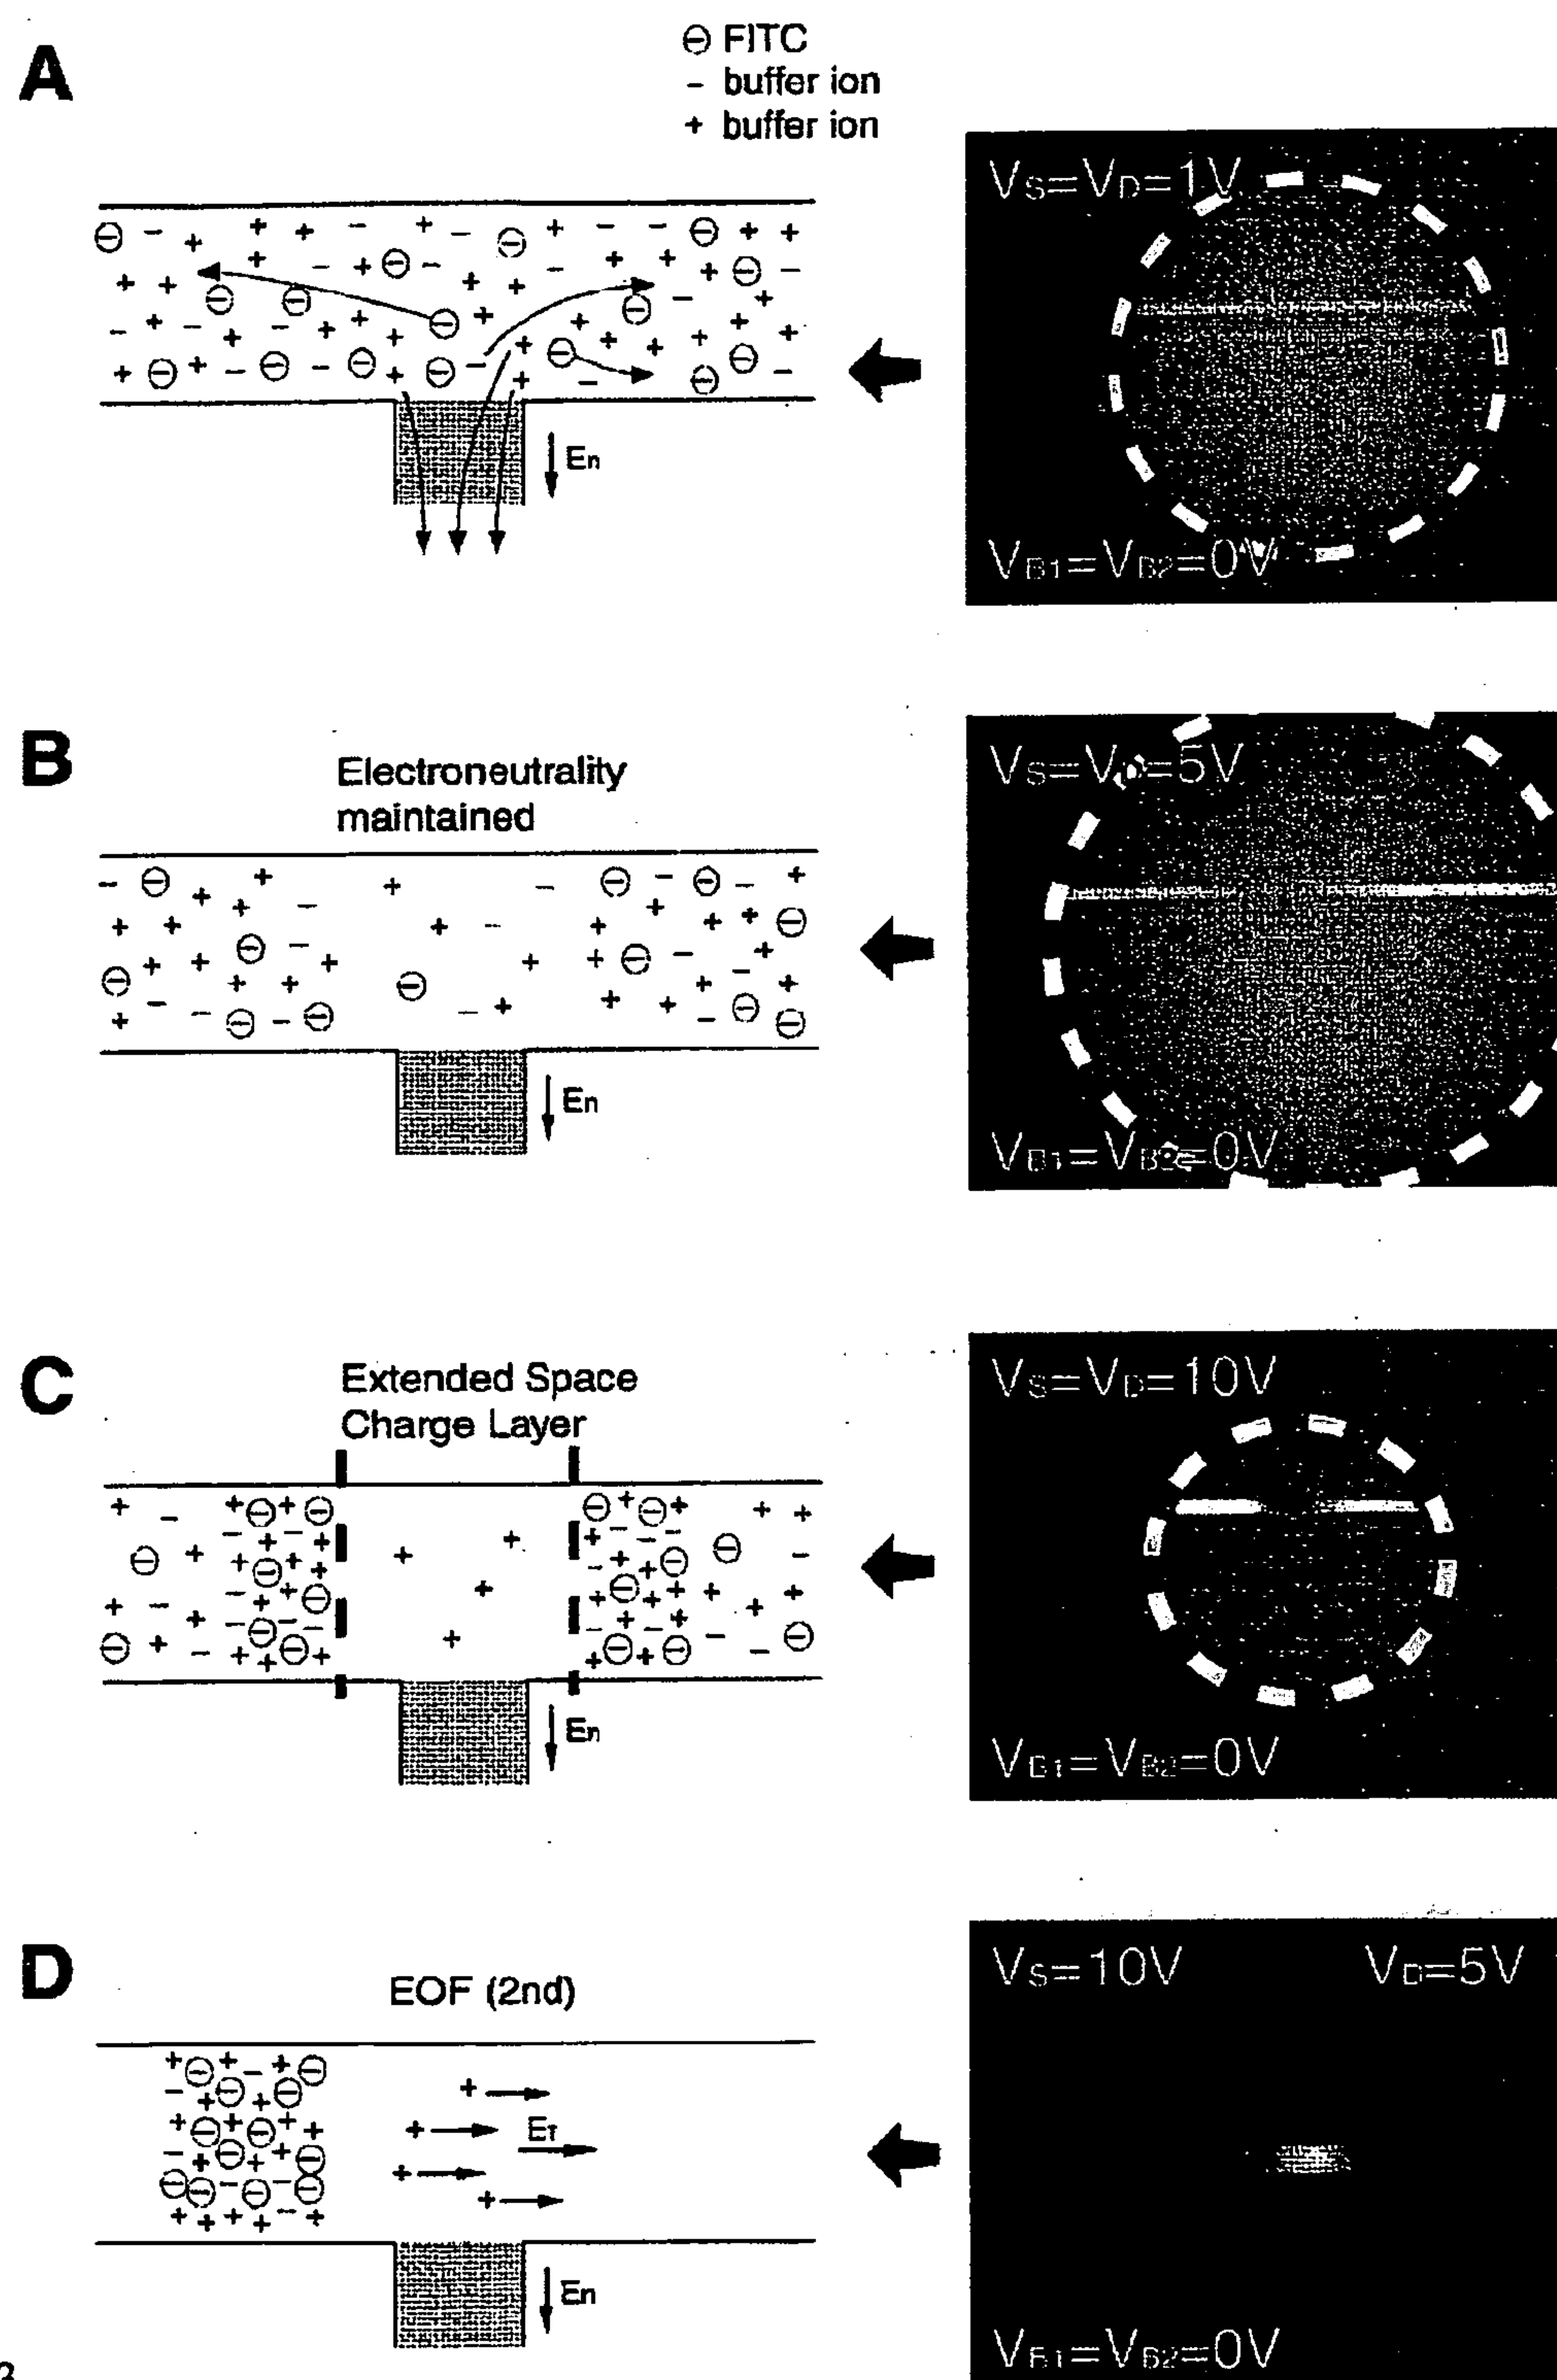 A
⊖ FITC
- buffer ion
+ buffer ion
VS=VD=1V
En
VB1=VB2=0V
B
Electroneutrality
maintained
VS=VD=5V
En
VB1=VB2=0V
C
Extended Space
Charge Layer
VS=VD=10V
En
VB1=VB2=0V
D
EOF (2nd)
VS=10V VD=5V
ET
En
VB1=VB2=0V